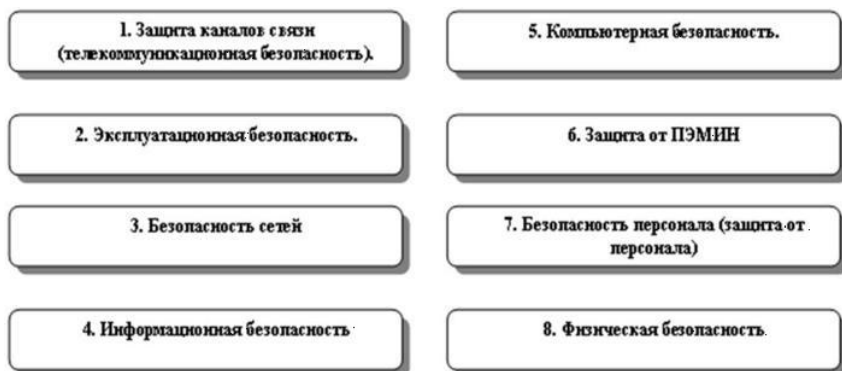 1. Защита каналов связи
(телекоммуникационная безопасность).
2. Эксплуатационная безопасность.
3. Безопасность сетей
4. Информационная безопасность
5. Компьютерная безопасность.
6. Защита от ПЭМИН
7. Безопасность персонала (защита от
персонала)
8. Физическая безопасность.